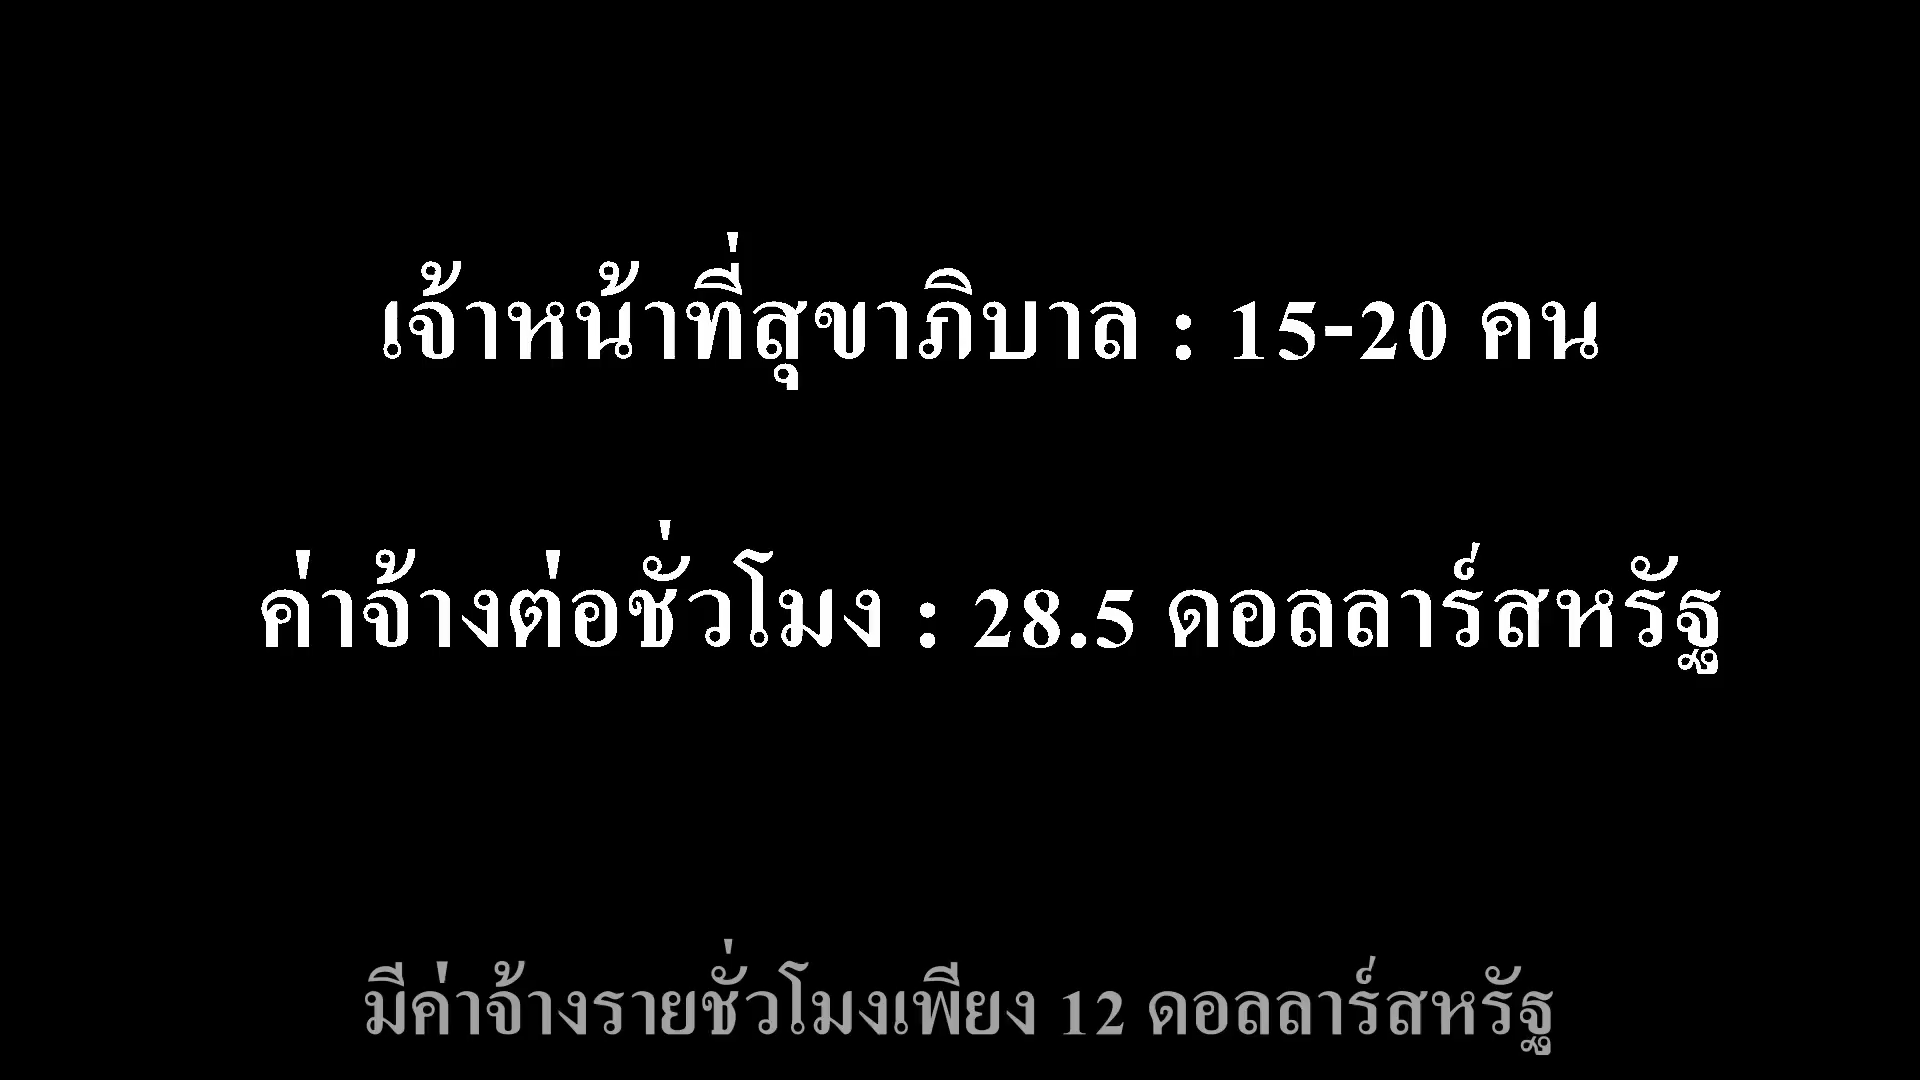 เจ้าหน้าที่สุขาภิบาล : 15-20 คน
ค่าจ้างต่อชั่วโมง : 28.5 ดอลลาร์สหรัฐ
มีค่าจ้างรายชั่วโมงเพียง 12 ดอลลาร์สหรัฐ